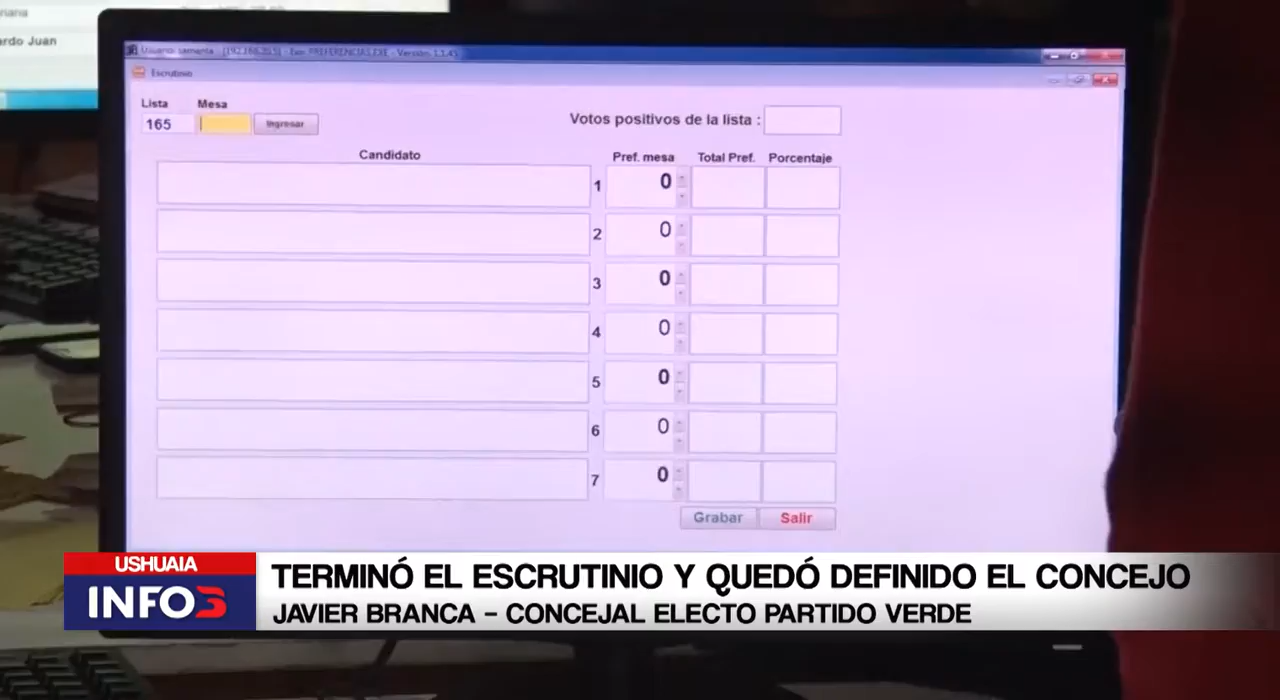 ardo Juan
Escrutinio
Lista Mesa
165 Ingresar
Votos positivos de la lista :
Candidato Pref. mesa Total Pref. Porcentaje
1 0
2 0
3 0
4 0
5 0
6 0
7 0
Grabar Salir
USHUAIA
INFO3
TERMINÓ EL ESCRUTINIO Y QUEDÓ DEFINIDO EL CONCEJO
JAVIER BRANCA – CONCEJAL ELECTO PARTIDO VERDE